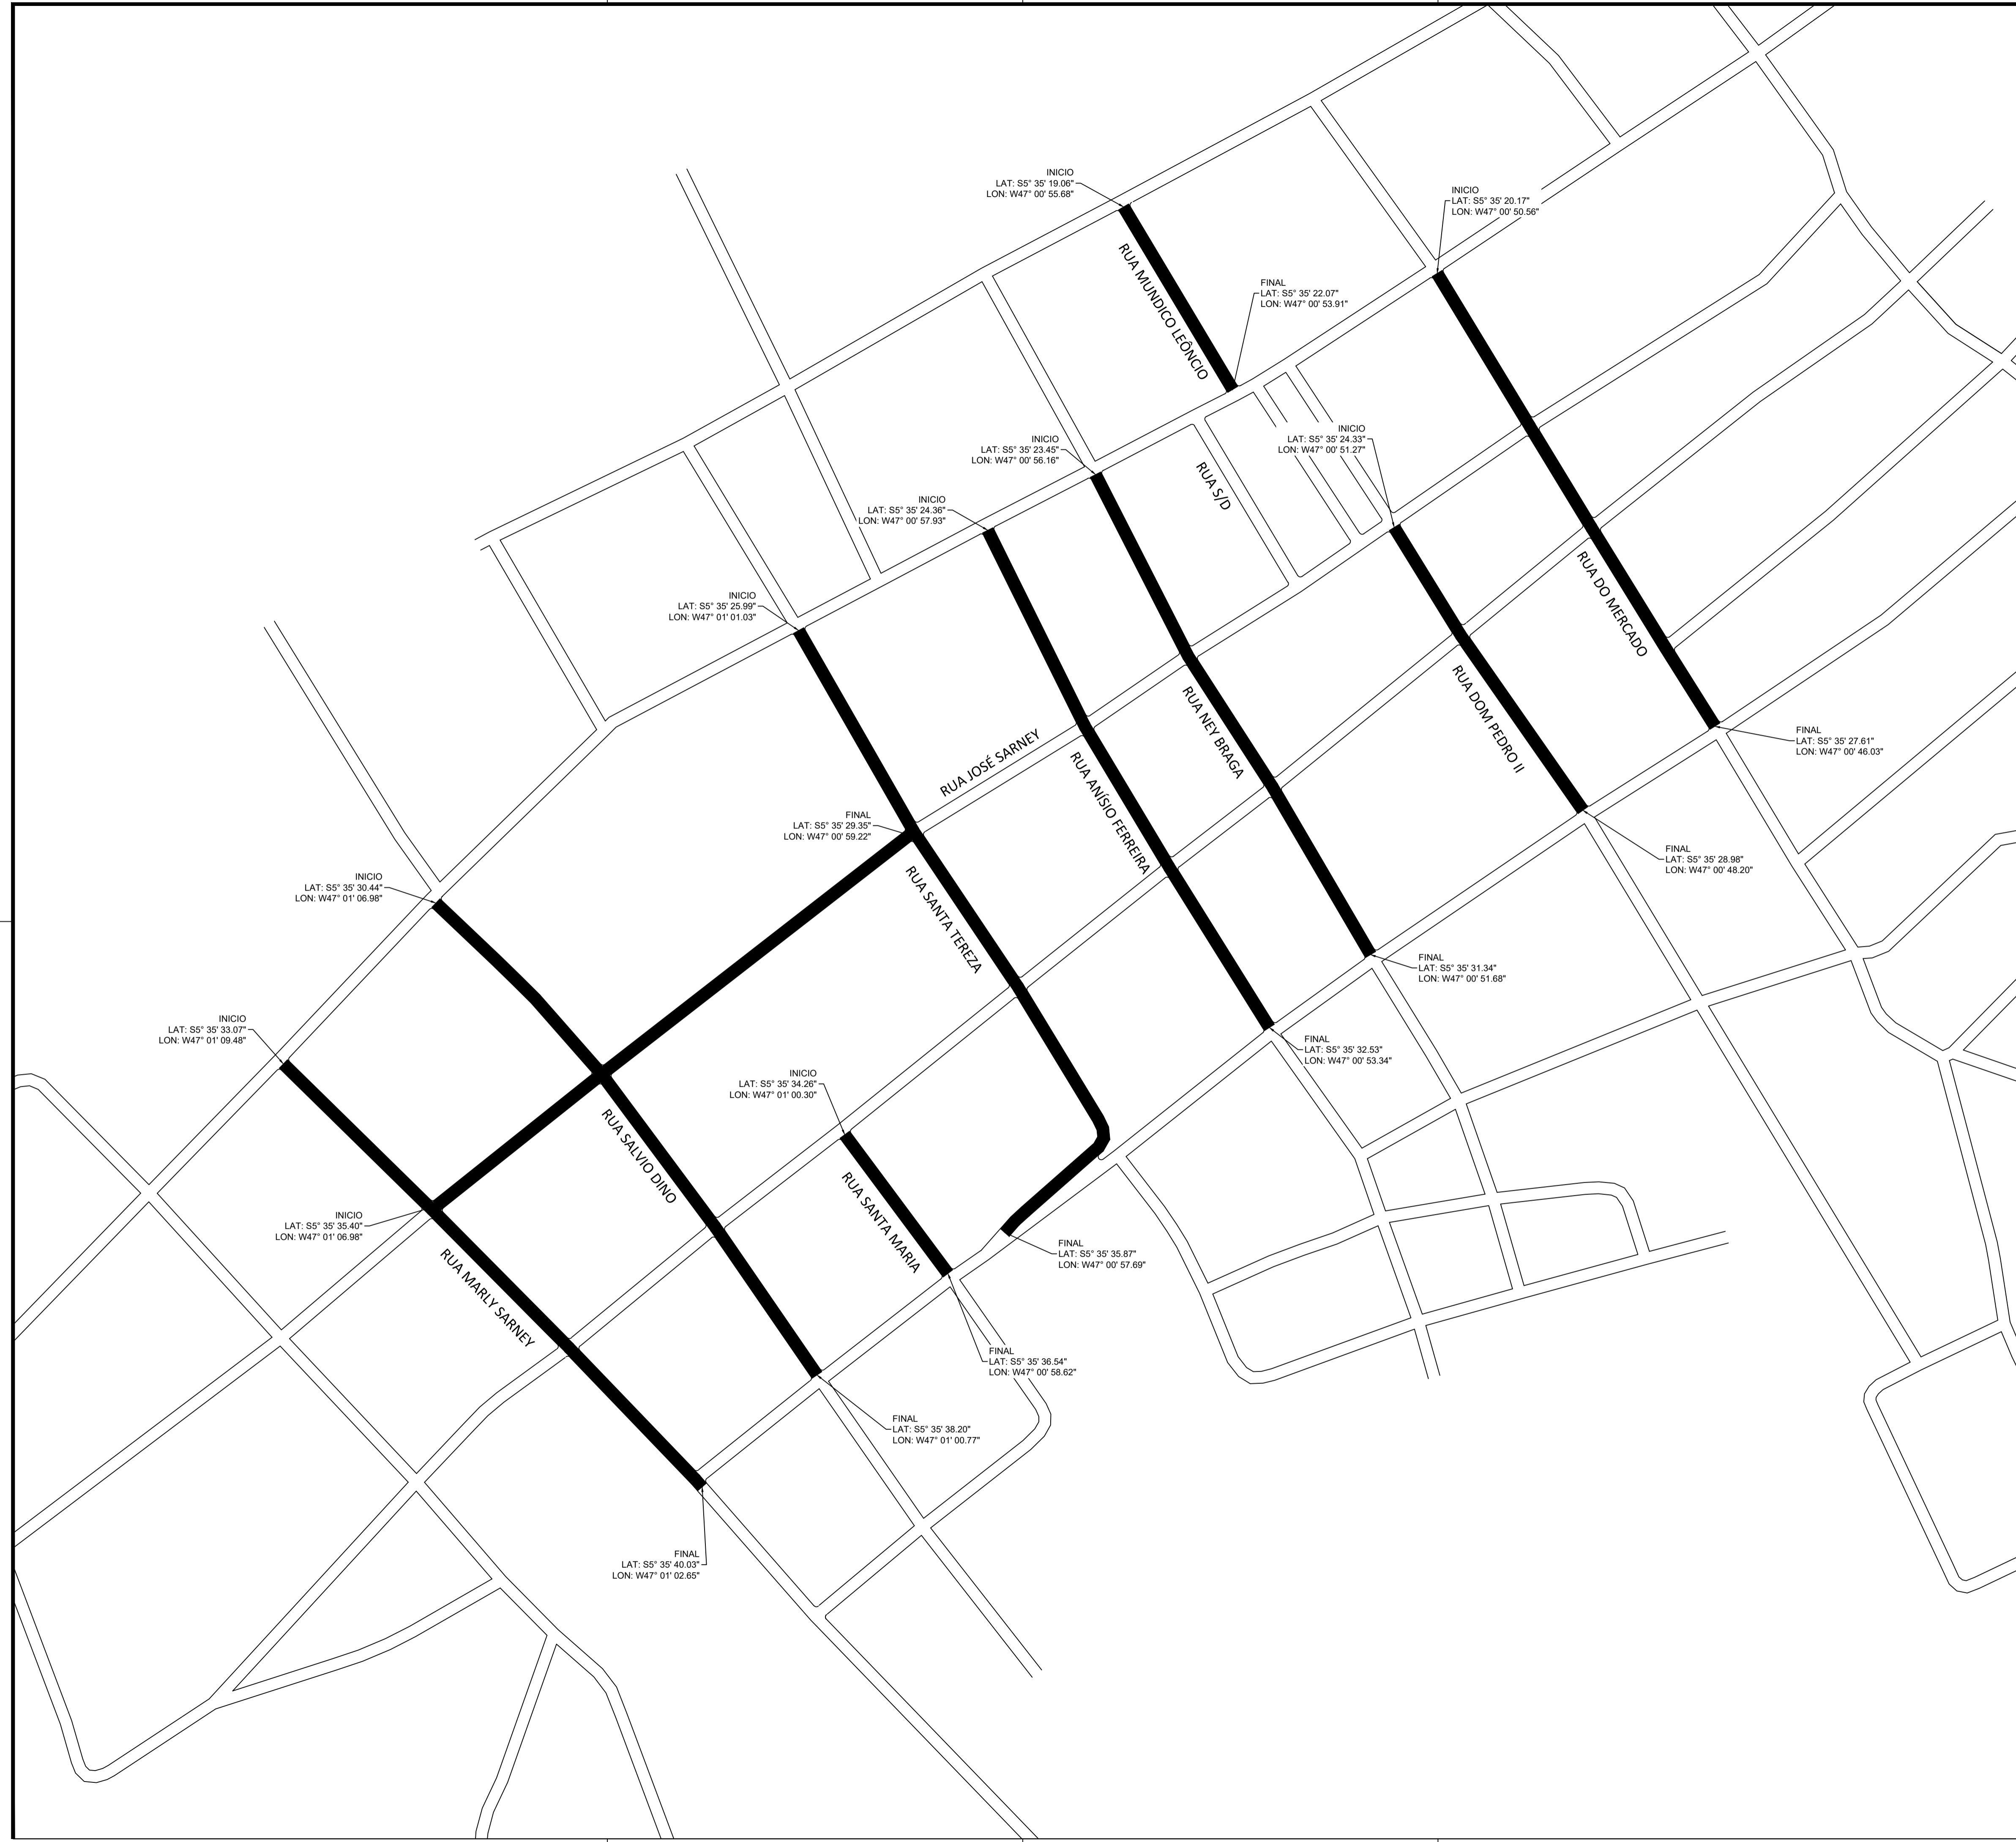 INICIO
LAT: S5° 35' 19.06"
LON: W47° 00' 55.68"
INICIO
LAT: S5° 35' 20.17"
LON: W47° 00' 50.56"
RUA MUNDICO LEÔNCIO
FINAL
LAT: S5° 35' 22.07"
LON: W47° 00' 53.91"
INICIO
LAT: S5° 35' 24.33"
LON: W47° 00' 51.27"
INICIO
LAT: S5° 35' 23.45"
LON: W47° 00' 56.16"
RUA S/D
INICIO
LAT: S5° 35' 24.36"
LON: W47° 00' 57.93"
RUA DO MERCADO
INICIO
LAT: S5° 35' 25.99"
LON: W47° 01' 01.03"
RUA DOM PEDRO II
RUA NEY BRAGA
RUA JOSÉ SARNEY
FINAL
LAT: S5° 35' 27.61"
LON: W47° 00' 46.03"
RUA ANÍSIO FERREIRA
FINAL
LAT: S5° 35' 29.35"
LON: W47° 00' 59.22"
FINAL
LAT: S5° 35' 28.98"
LON: W47° 00' 48.20"
INICIO
LAT: S5° 35' 30.44"
LON: W47° 01' 06.98"
RUA SANTA TEREZA
FINAL
LAT: S5° 35' 31.34"
LON: W47° 00' 51.68"
INICIO
LAT: S5° 35' 33.07"
LON: W47° 01' 09.48"
FINAL
LAT: S5° 35' 32.53"
LON: W47° 00' 53.34"
INICIO
LAT: S5° 35' 34.26"
LON: W47° 01' 00.30"
RUA SALVIO DINO
RUA SANTA MARIA
INICIO
LAT: S5° 35' 35.40"
LON: W47° 01' 06.98"
FINAL
LAT: S5° 35' 35.87"
LON: W47° 00' 57.69"
RUA MARLY SARNEY
FINAL
LAT: S5° 35' 36.54"
LON: W47° 00' 58.62"
FINAL
LAT: S5° 35' 38.20"
LON: W47° 01' 00.77"
FINAL
LAT: S5° 35' 40.03"
LON: W47° 01' 02.65"